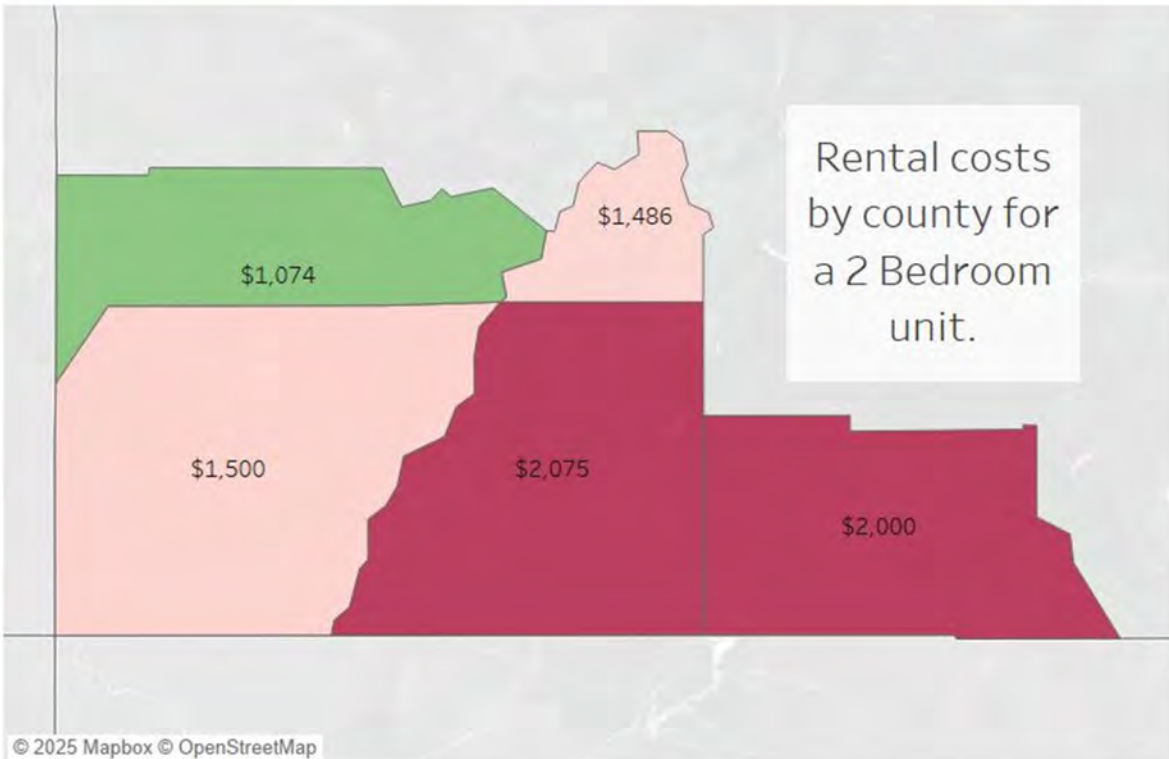 Rental costs
by county for
a 2 Bedroom
unit.
$1,486
$1,074
$1,500
$2,075
$2,000
© 2025 Mapbox © OpenStreetMap